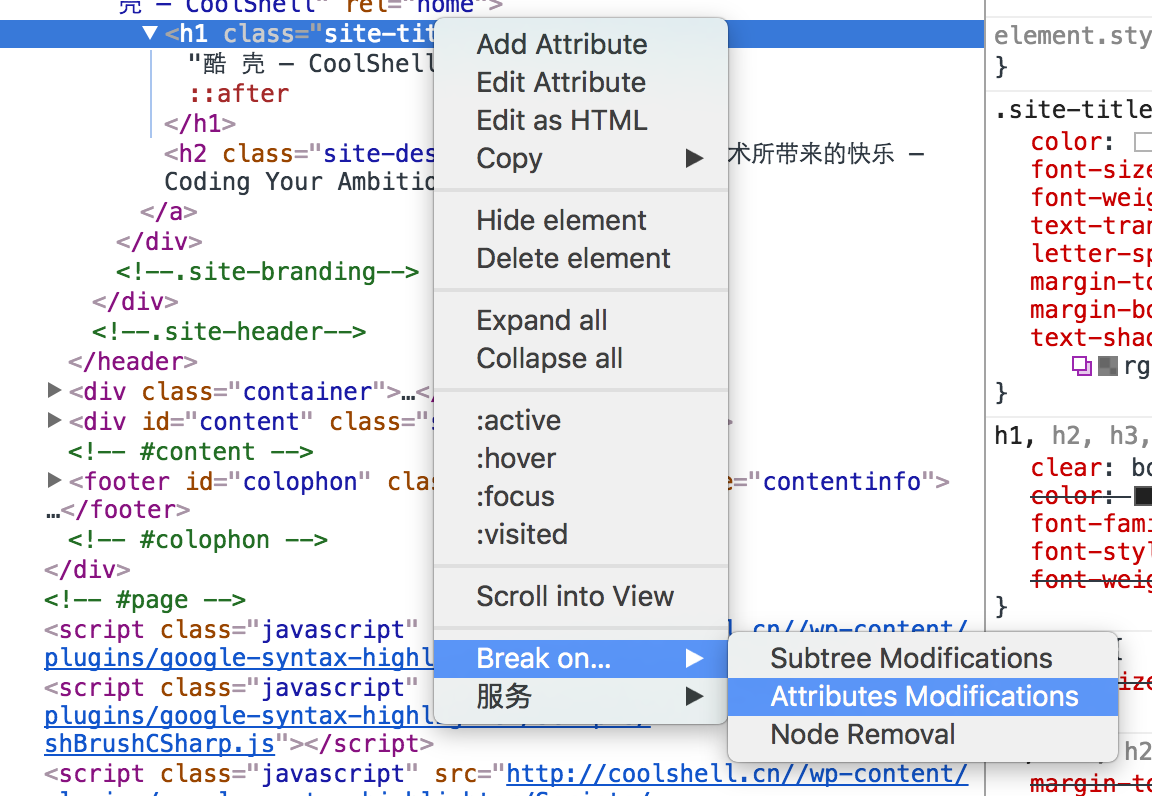 壳 – CoolShell" rel="home">
▼<h1 class="site-tit
"酷 壳 – CoolShell
::after
</h1>
<h2 class="site-des 术所带来的快乐 –
Coding Your Ambitio
</a>
</div>
<!--.site-branding-->
</div>
<!--.site-header-->
</header>
▶<div class="container">…</
▶<div id="content" class="s >
<!-- #content -->
▶<footer id="colophon" clas e="contentinfo">
…</footer>
<!-- #colophon -->
</div>
<!-- #page -->
<script class="javascript" l.cn//wp-content/
plugins/google-syntax-highl
<script class="javascript"
plugins/google-syntax-highlig
shBrushCSharp.js"></script>
<script class="javascript" src="http://coolshell.cn//wp-content/
Add Attribute
Edit Attribute
Edit as HTML
Copy ▶
Hide element
Delete element
Expand all
Collapse all
:active
:hover
:focus
:visited
Scroll into View
Break on... ▶
服务 ▶
Subtree Modifications
Attributes Modifications
Node Removal
element.sty
}
.site-title
color:
font-size
font-weig
text-tran
letter-sp
margin-to
margin-bo
text-shad
rg
}
h1, h2, h3,
clear: bo
color:
font-fami
font-styl
font-weig
}
ize
h2
margin-to